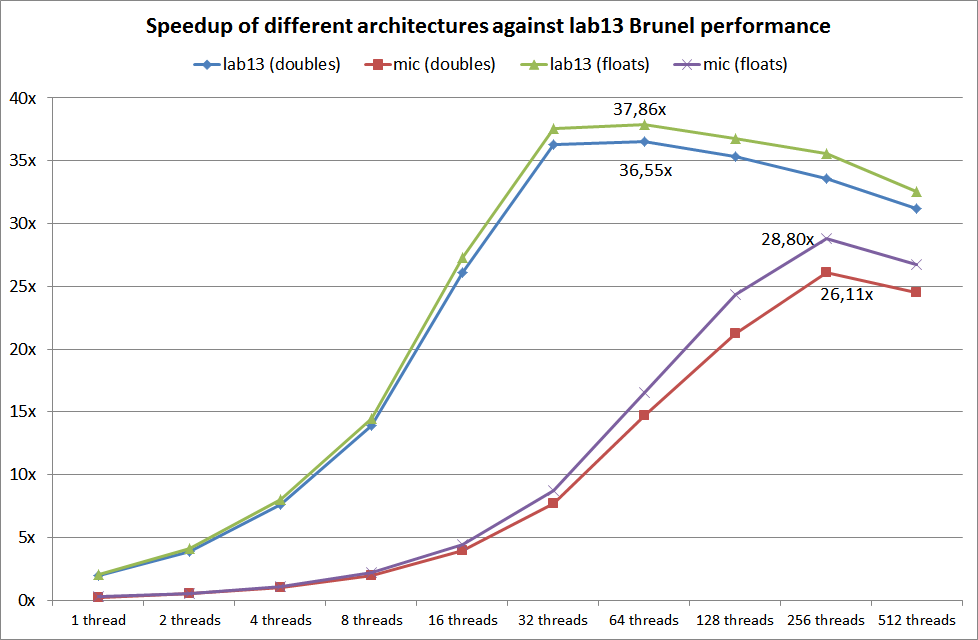 Speedup of different architectures against lab13 Brunel performance
lab13 (doubles) mic (doubles) lab13 (floats) mic (floats)
40x
37,86x
35x
36,55x
30x
28,80x
25x
26,11x
20x
15x
10x
5x
0x
1 thread 2 threads 4 threads 8 threads 16 threads 32 threads 64 threads 128 threads 256 threads 512 threads